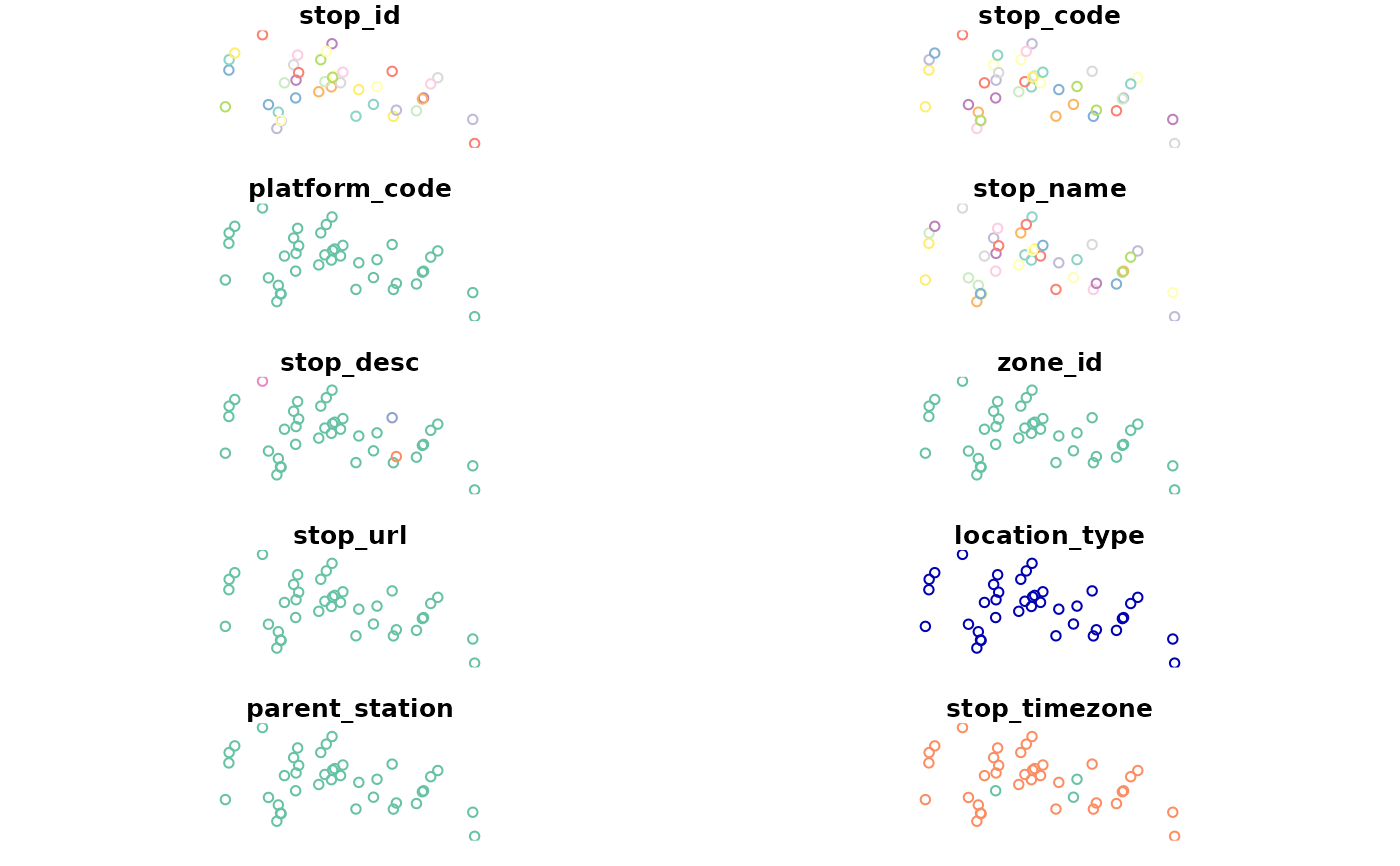 stop_id
stop_code
platform_code
stop_name
stop_desc
zone_id
stop_url
location_type
parent_station
stop_timezone